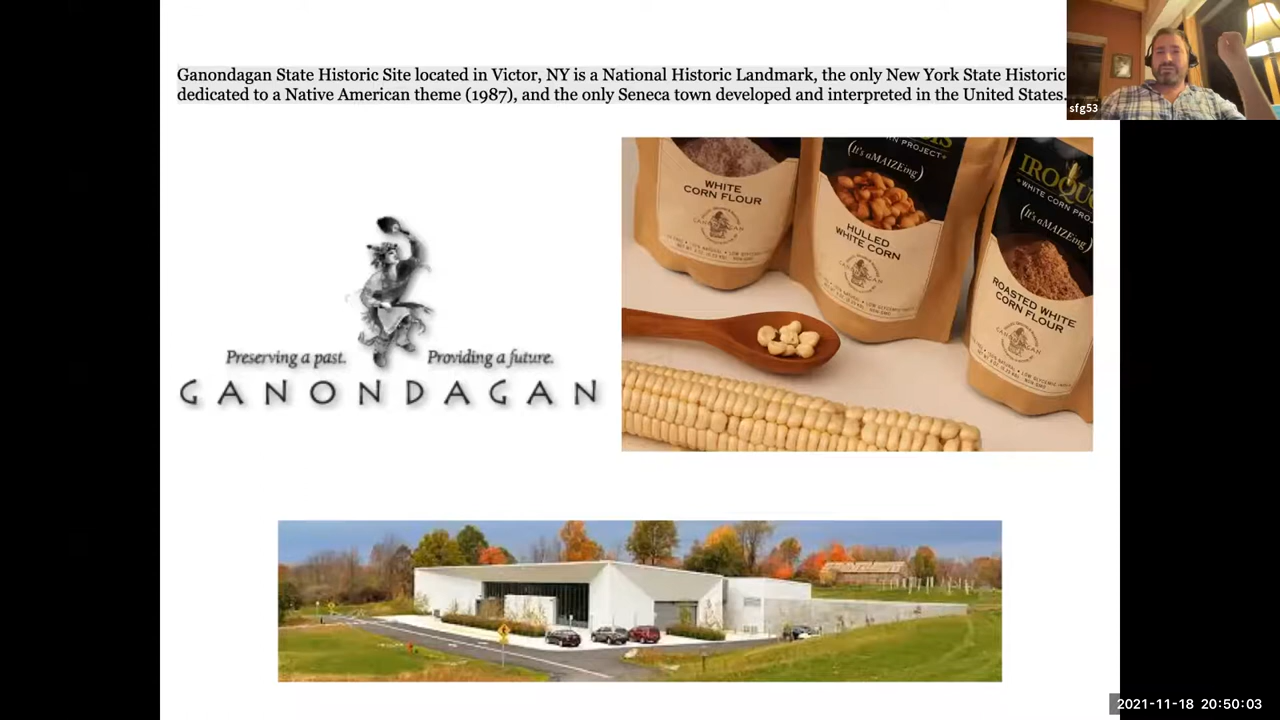 Ganondagan State Historic Site located in Victor, NY is a National Historic Landmark, the only New York State Historic
dedicated to a Native American theme (1987), and the only Seneca town developed and interpreted in the United States.
sfg53
WHITE
CORN FLOUR
(It's aMAIZEing)
HULLED
WHITE CORN
WHITE CORN
(It's aMAIZEing)
ROASTED WHITE
CORN FLOUR
Preserving a past. Providing a future.
GANONDAGAN
2021-11-18 20:50:03